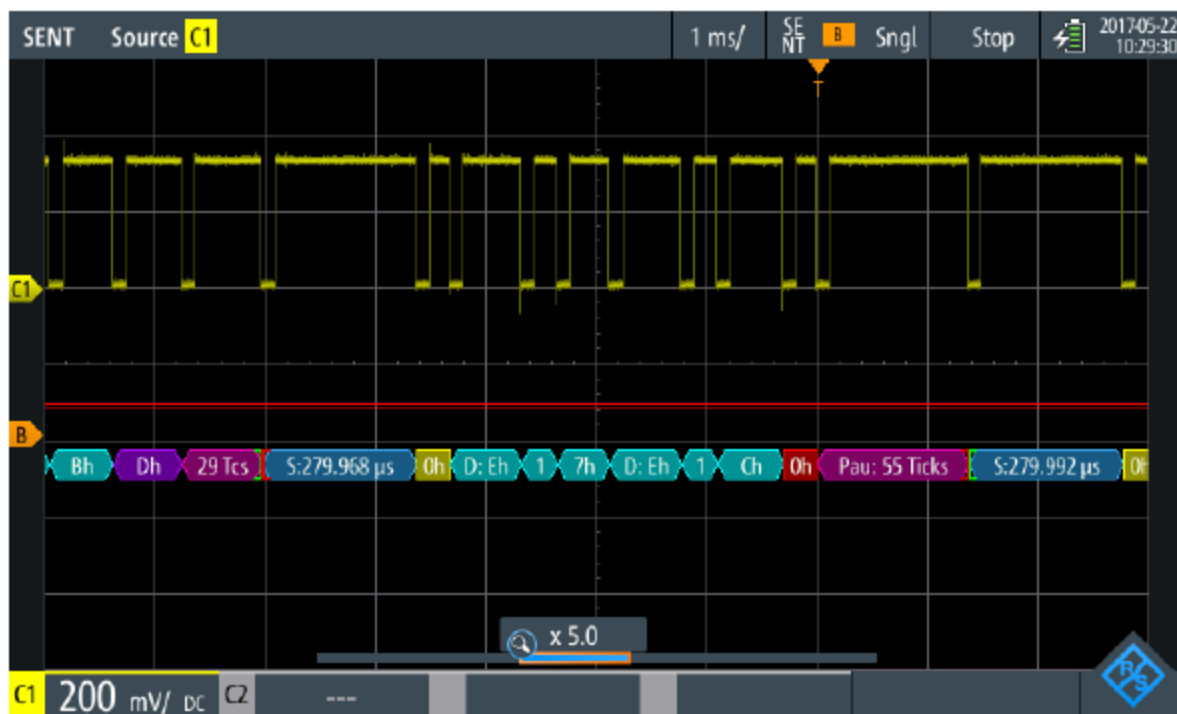 SENT Source C1 1 ms/ SENT B Sngl Stop 2017-05-22
10:29:30
T
C1
B
Bh Dh 29 Tcs S:279.968 µs 0h D: Eh 1 7h D: Eh 1 Ch 0h Pau: 55 Ticks S:279.992 µs 0h
x 5.0
C1 200 mV/ DC C2 ---
R&S